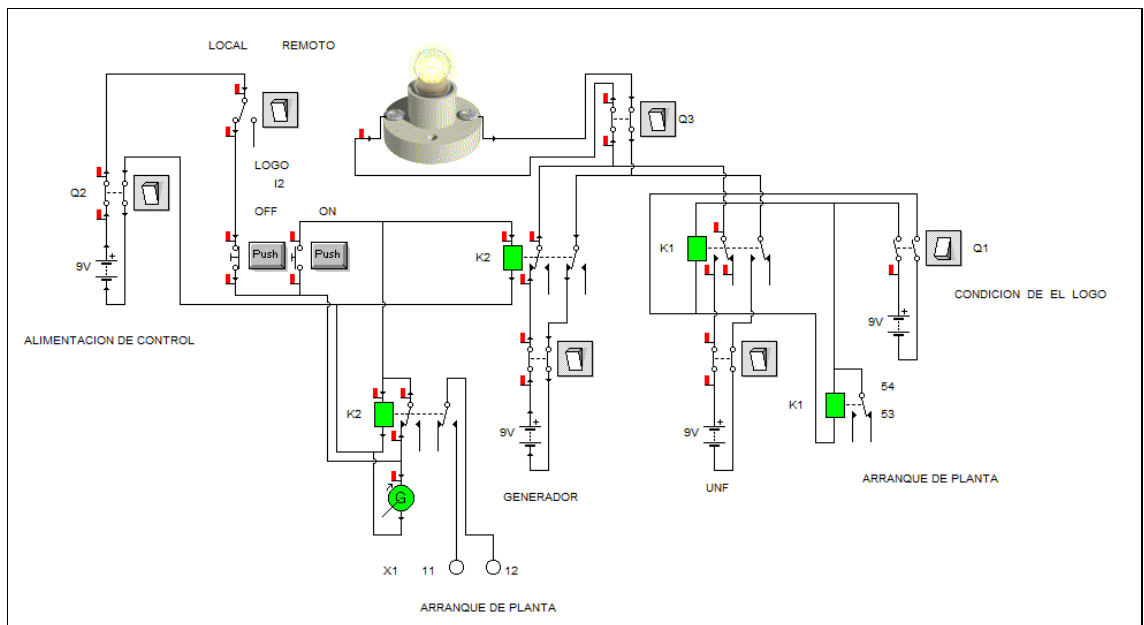 LOCAL REMOTO
Q3
LOGO
I2
Q2
OFF ON
Push Push
K2
K1
Q1
9V
CONDICION DE EL LOGO
9V
ALIMENTACION DE CONTROL
54
K2
K1
53
9V
9V
ARRANQUE DE PLANTA
UNF
GENERADOR
G
X1 11 12
ARRANQUE DE PLANTA